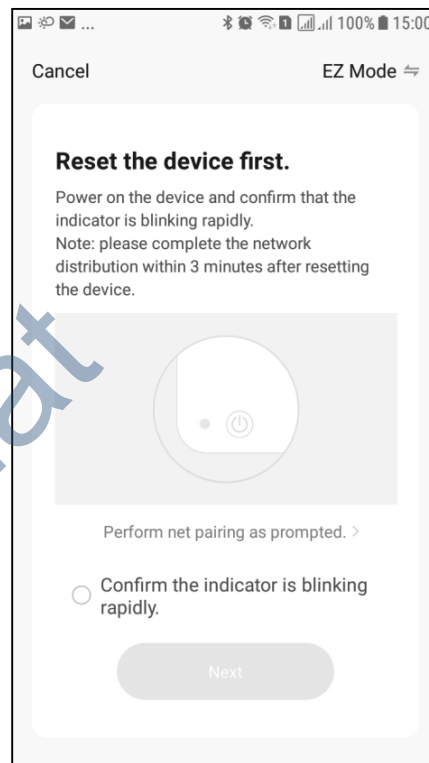 ... 1 100% 15:00
Cancel EZ Mode
Reset the device first.
Power on the device and confirm that the
indicator is blinking rapidly.
Note: please complete the network
distribution within 3 minutes after resetting
the device.
Perform net pairing as prompted. >
Confirm the indicator is blinking
rapidly.
Next